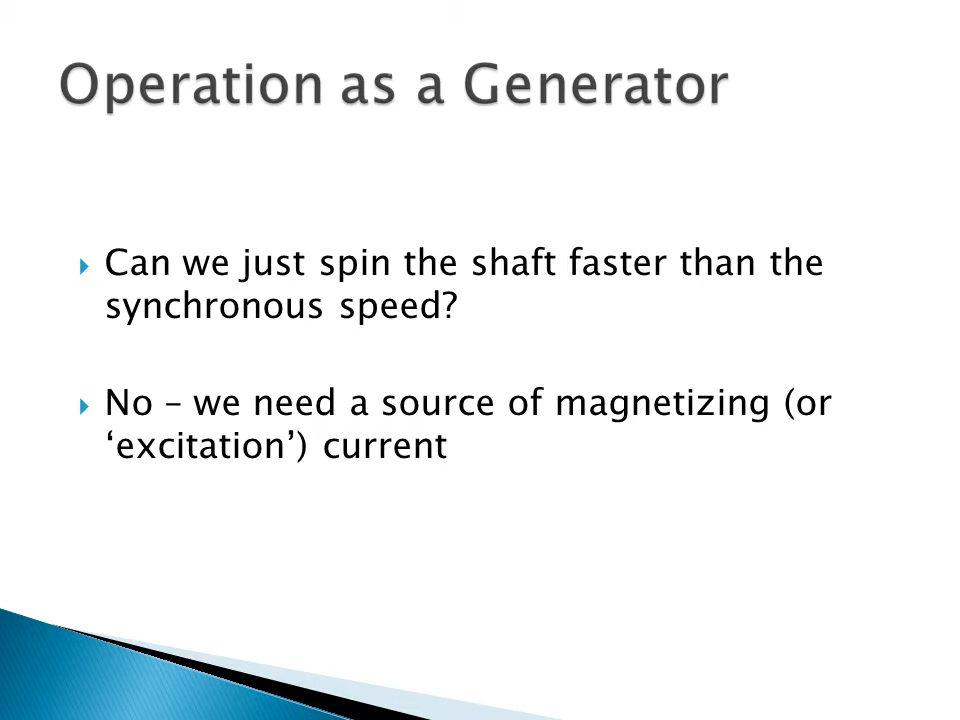 Operation as a Generator
Can we just spin the shaft faster than the
synchronous speed?
No – we need a source of magnetizing (or
‘excitation’) current